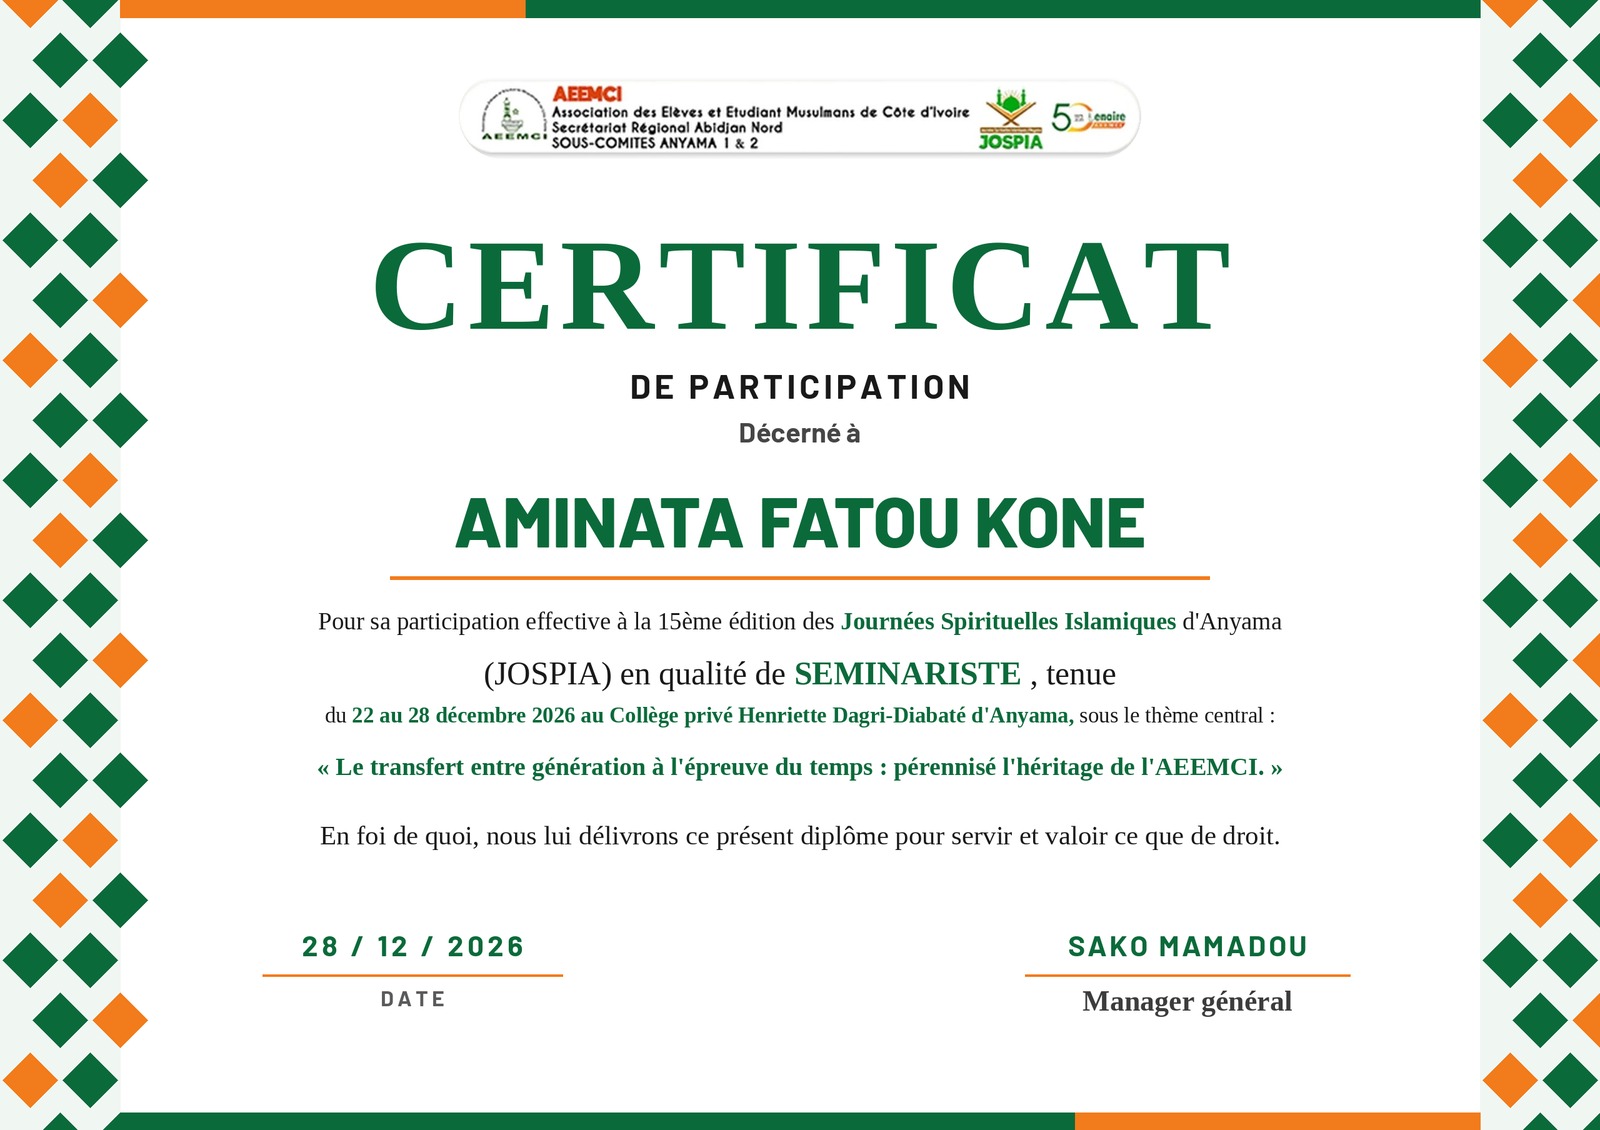 AEEMCI
AEEMCI
Association des Elèves et Etudiant Musulmans de Côte d'Ivoire
Secrétariat Régional Abidjan Nord
SOUS-COMITES ANYAMA 1 & 2
JOSPIA
5 enaire
CERTIFICAT
DE PARTICIPATION
Décerné à
AMINATA FATOU KONE
Pour sa participation effective à la 15ème édition des Journées Spirituelles Islamiques d'Anyama
(JOSPIA) en qualité de SEMINARISTE , tenue
du 22 au 28 décembre 2026 au Collège privé Henriette Dagri-Diabaté d'Anyama, sous le thème central :
« Le transfert entre génération à l'épreuve du temps : pérennisé l'héritage de l'AEEMCI. »
En foi de quoi, nous lui délivrons ce présent diplôme pour servir et valoir ce que de droit.
28 / 12 / 2026
DATE
SAKO MAMADOU
Manager général